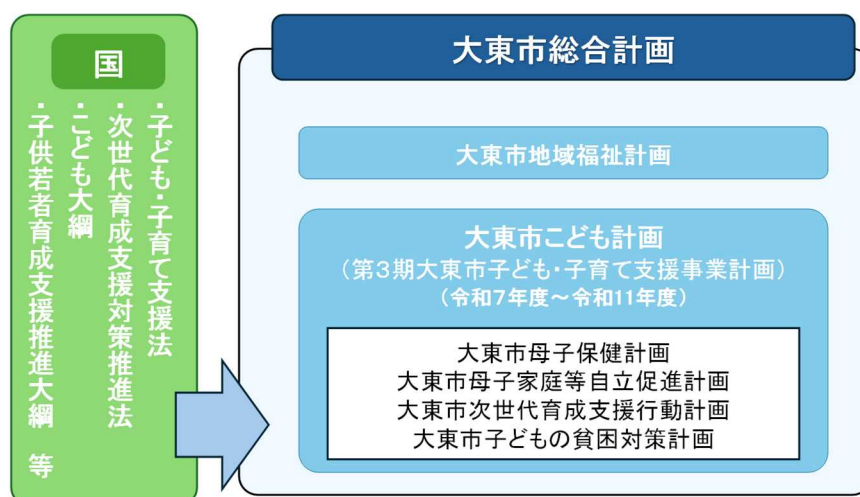 国
・子ども・子育て支援法
・次世代育成支援対策推進法
・こども大綱
・子供若者育成支援推進大綱 等
大東市総合計画
大東市地域福祉計画
大東市こども計画
（第3期大東市子ども・子育て支援事業計画）
（令和7年度～令和11年度）
大東市母子保健計画
大東市母子家庭等自立促進計画
大東市次世代育成支援行動計画
大東市子どもの貧困対策計画